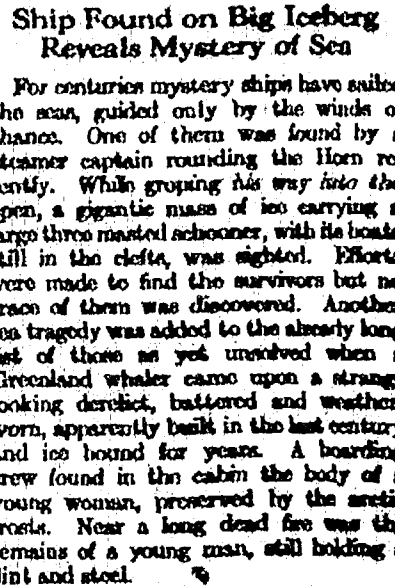 Ship Found on Big Iceberg
Reveals Mystery of Sea
For centuries mystery ships have sailed
the seas, guided only by the winds of
chance. One of them was found by a
steamer captain rounding the Horn re-
cently. While groping his way into the
open, a gigantic mass of ice carrying a
large three masted schooner, with its boats
still in the clefts, was sighted. Efforts
were made to find the survivors but no
trace of them was discovered. Another
sea tragedy was added to the already long
list of those as yet unsolved when a
Greenland whaler came upon a strange
looking derelict, battered and weather-
worn, apparently built in the last century
and ice bound for years. A boarding
crew found in the cabin the body of a
young woman, preserved by the arctic
frosts. Near a long dead fire was the
remains of a young man, still holding a
flint and steel.